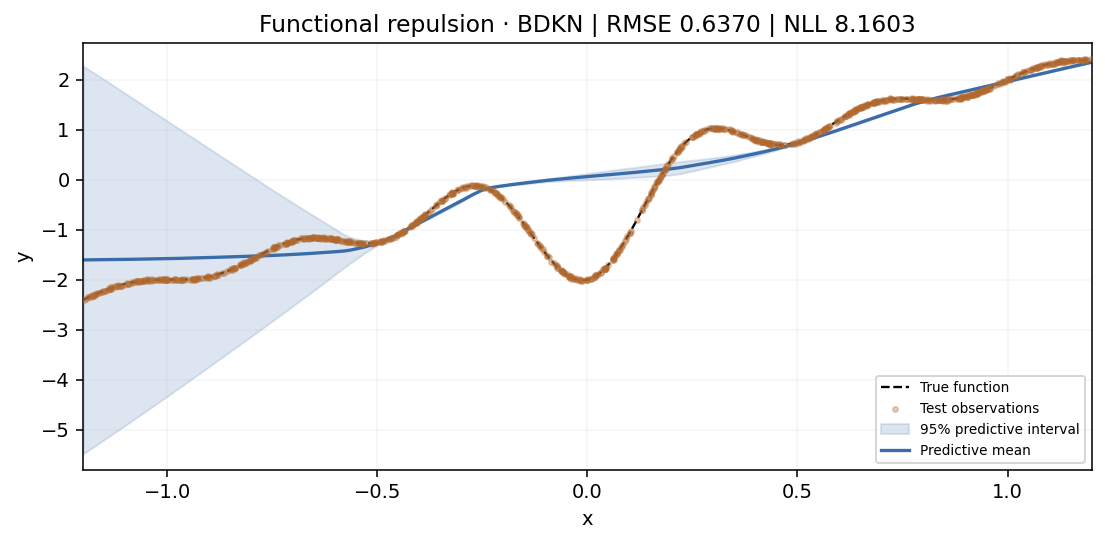 Functional repulsion · BDKN | RMSE 0.6370 | NLL 8.1603
y
2
1
0
−1
−2
−3
−4
−5
True function
Test observations
95% predictive interval
Predictive mean
−1.0 −0.5 0.0 0.5 1.0
x